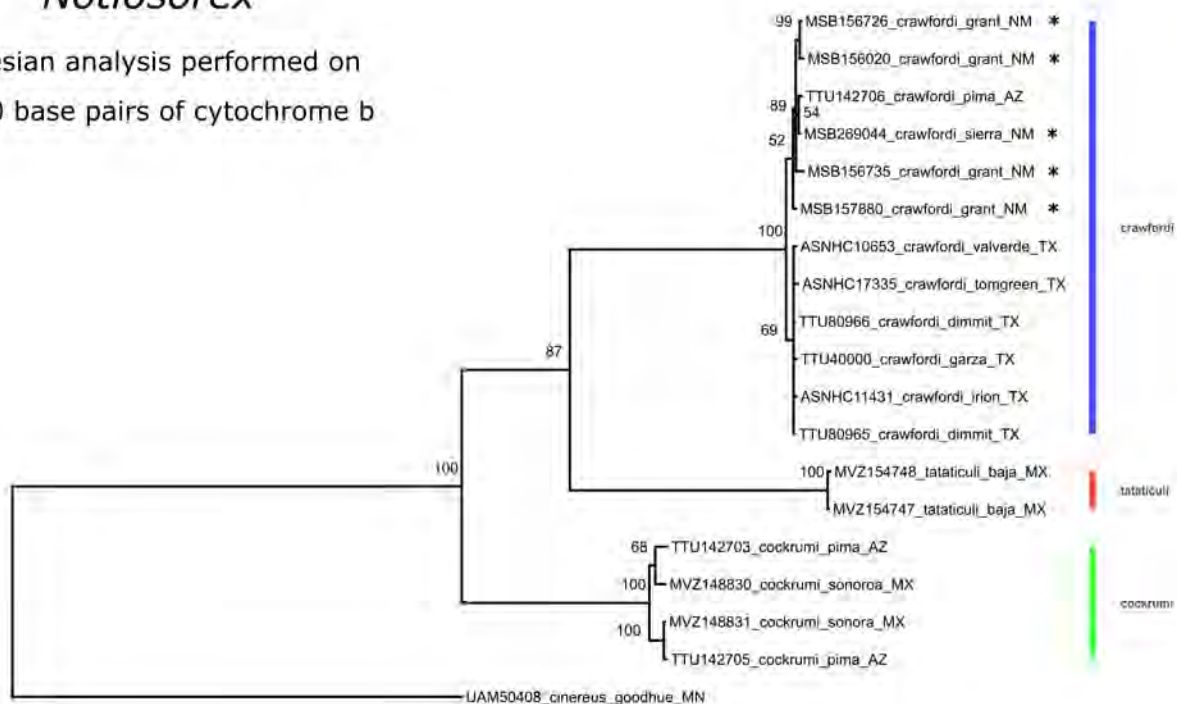 Notiosorex
esian analysis performed on
0 base pairs of cytochrome b
99 MSB156726_crawfordi_grant_NM *
MSB156020_crawfordi_grant_NM *
89 TTU142706_crawfordi_pima_AZ
54
52 MSB269044_crawfordi_sierra_NM *
MSB156735_crawfordi_grant_NM *
MSB157880_crawfordi_grant_NM *
100
crawfordi
ASNHC10653_crawfordi_valverde_TX
ASNHC17335_crawfordi_tomgreen_TX
69 TTU80966_crawfordi_dimmit_TX
87
TTU40000_crawfordi_garza_TX
ASNHC11431_crawfordi_irion_TX
TTU80965_crawfordi_dimmit_TX
100
100 MVZ154748_tataticuli_baja_MX
tataticuli
MVZ154747_tataticuli_baja_MX
68 TTU142703_cockrumi_pima_AZ
100 MVZ148830_cockrumi_sonoroa_MX
cockrumi
100 MVZ148831_cockrumi_sonora_MX
TTU142705_cockrumi_pima_AZ
UAM50408_cinereus_goodhue_MN